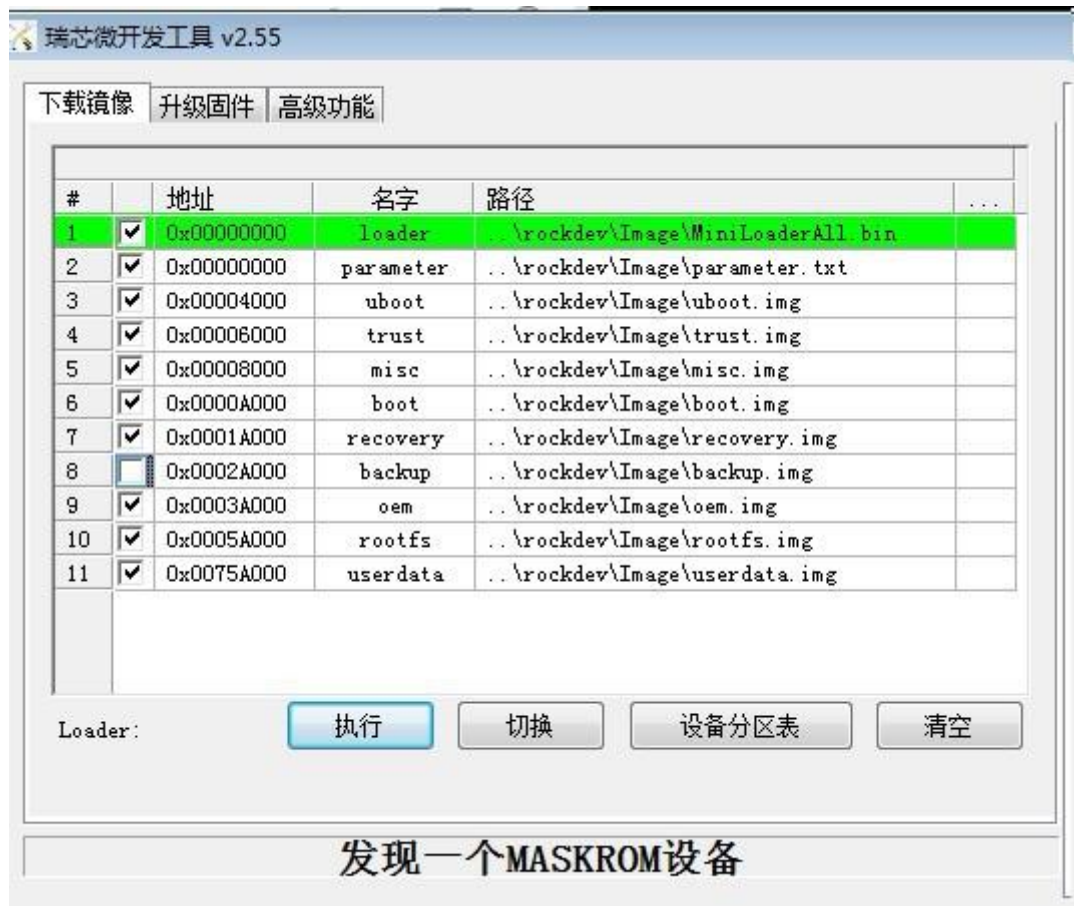 瑞芯微开发工具 v2.55
下载镜像 升级固件 高级功能
# 地址 名字 路径 ...
1 0x00000000 loader ..\rockdev\Image\MiniLoaderAll.bin
2 0x00000000 parameter ..\rockdev\Image\parameter.txt
3 0x00004000 uboot ..\rockdev\Image\uboot.img
4 0x00006000 trust ..\rockdev\Image\trust.img
5 0x00008000 misc ..\rockdev\Image\misc.img
6 0x0000A000 boot ..\rockdev\Image\boot.img
7 0x0001A000 recovery ..\rockdev\Image\recovery.img
8 0x0002A000 backup ..\rockdev\Image\backup.img
9 0x0003A000 oem ..\rockdev\Image\oem.img
10 0x0005A000 rootfs ..\rockdev\Image\rootfs.img
11 0x0075A000 userdata ..\rockdev\Image\userdata.img
Loader: 执行 切换 设备分区表 清空
发现一个MASKROM设备